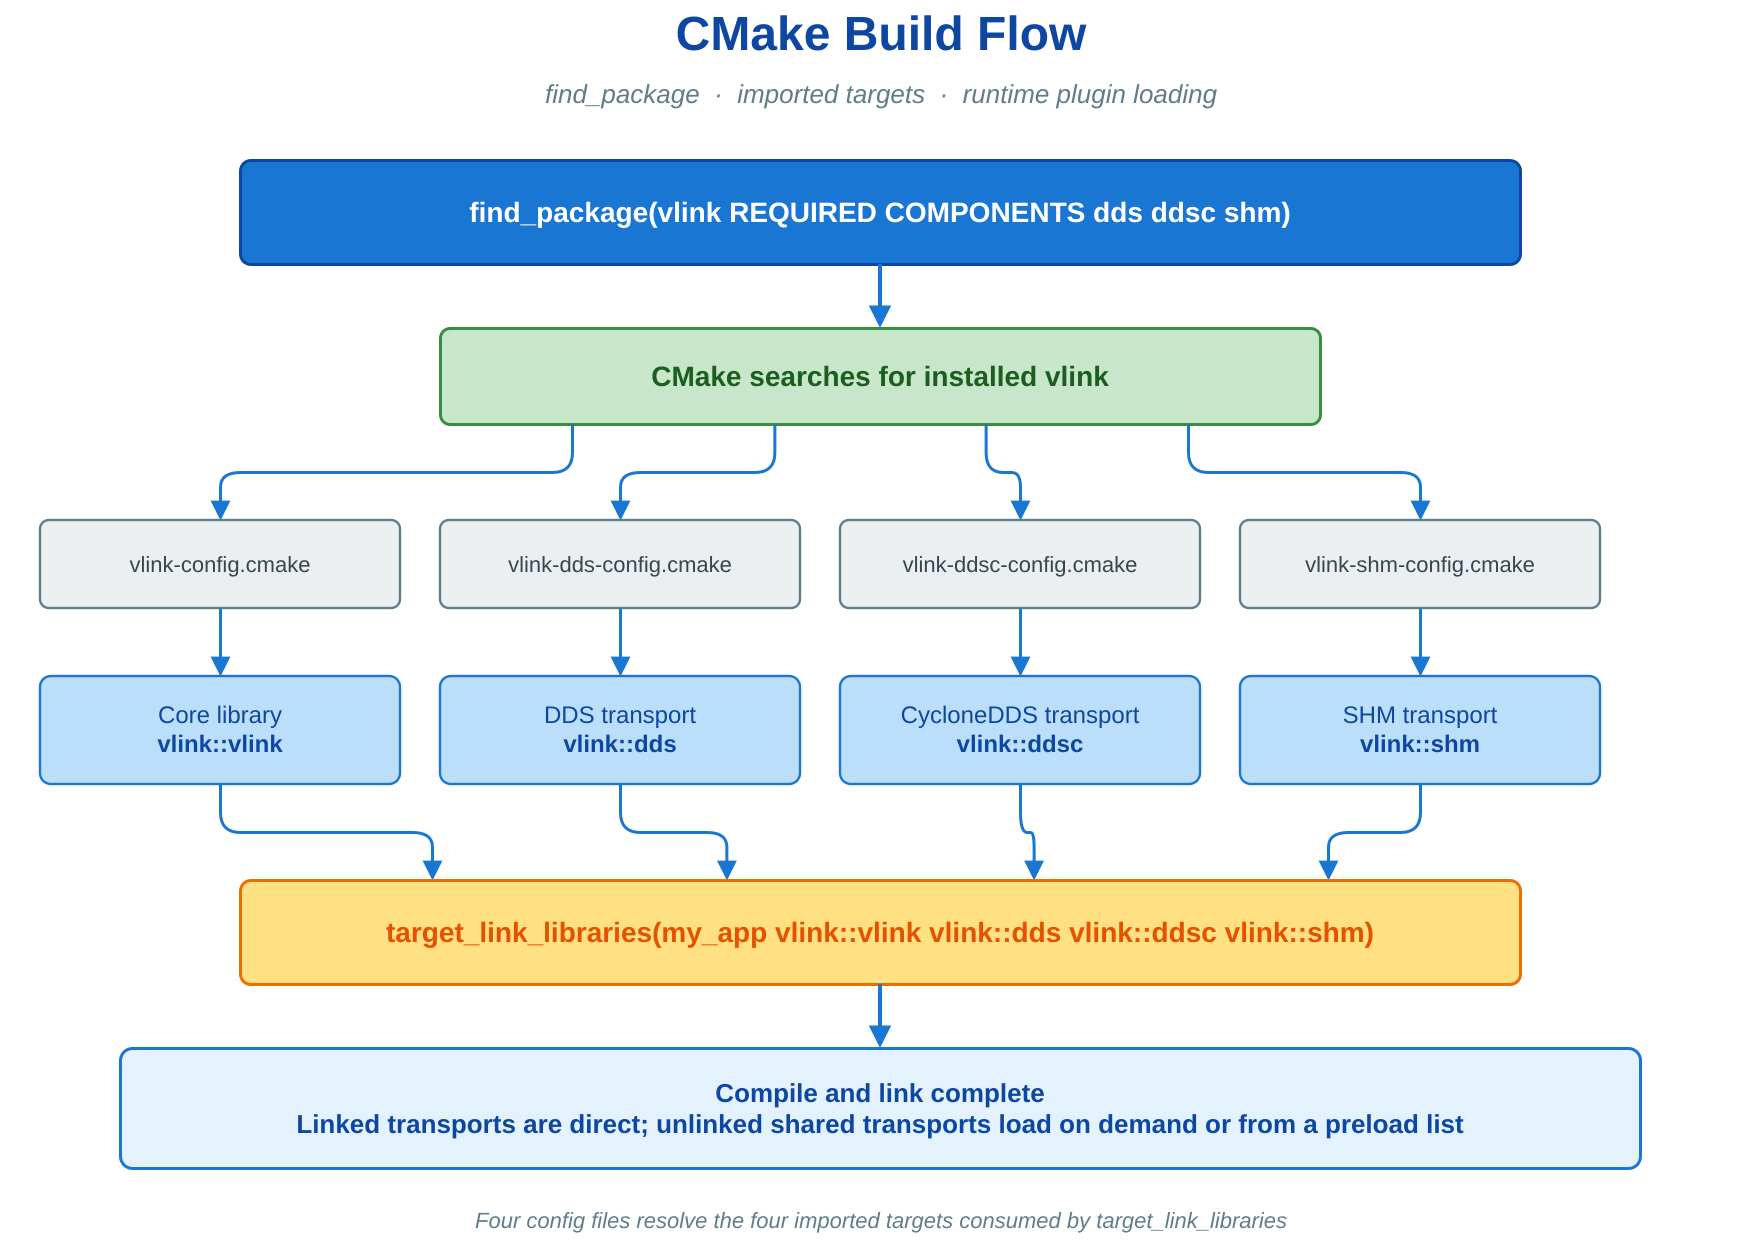 CMake Build Flow
find_package · imported targets · runtime plugin loading
find_package(vlink REQUIRED COMPONENTS dds ddsc shm)
CMake searches for installed vlink
vlink-config.cmake
vlink-dds-config.cmake
vlink-ddsc-config.cmake
vlink-shm-config.cmake
Core library
vlink::vlink
DDS transport
vlink::dds
CycloneDDS transport
vlink::ddsc
SHM transport
vlink::shm
target_link_libraries(my_app vlink::vlink vlink::dds vlink::ddsc vlink::shm)
Compile and link complete
Linked transports are direct; unlinked shared transports load on demand or from a preload list
Four config files resolve the four imported targets consumed by target_link_libraries